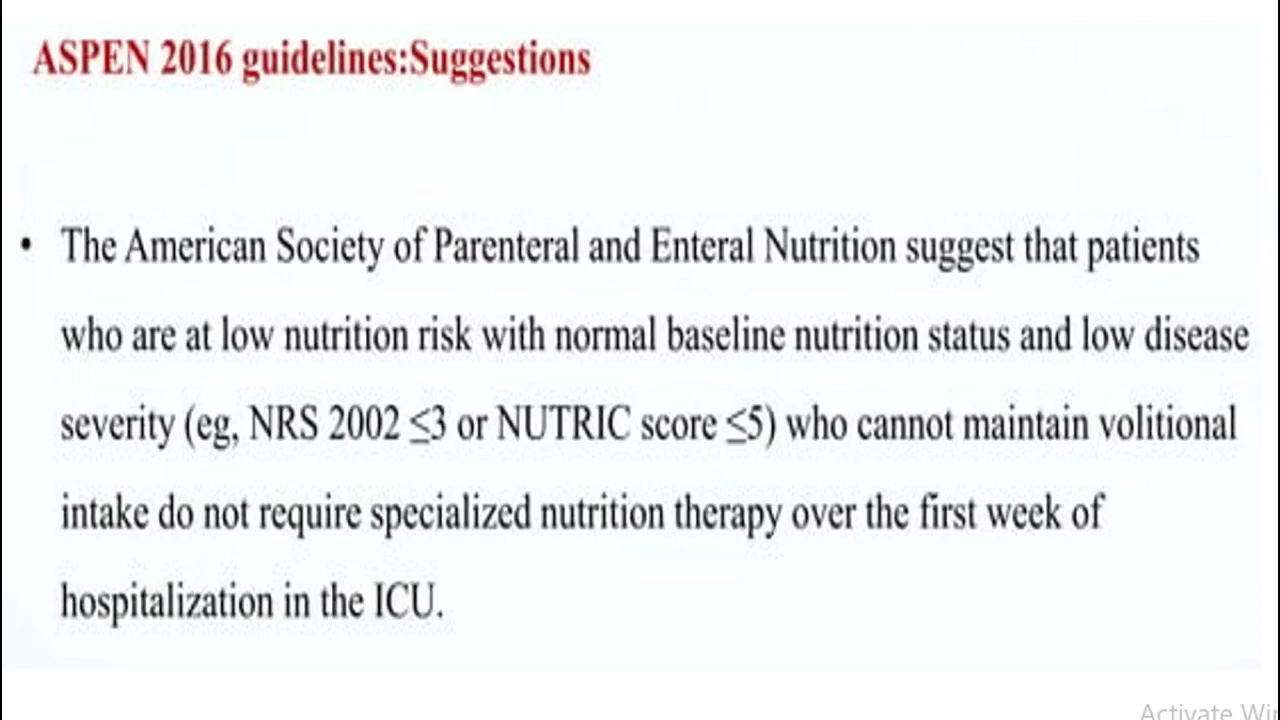 ASPEN 2016 guidelines:Suggestions
• The American Society of Parenteral and Enteral Nutrition suggest that patients
who are at low nutrition risk with normal baseline nutrition status and low disease
severity (eg, NRS 2002 ≤3 or NUTRIC score ≤5) who cannot maintain volitional
intake do not require specialized nutrition therapy over the first week of
hospitalization in the ICU.
Activate